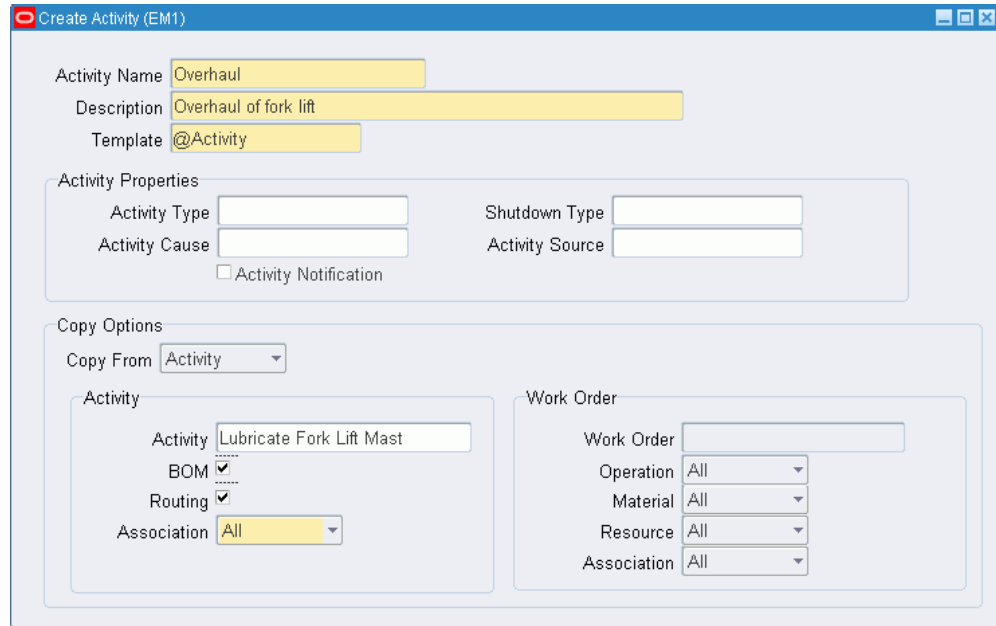 Create Activity (EM1)
Activity Name Overhaul
Description Overhaul of fork lift
Template @Activity
Activity Properties
Activity Type Shutdown Type
Activity Cause Activity Source
Activity Notification
Copy Options
Copy From Activity
Activity Work Order
Activity Lubricate Fork Lift Mast Work Order
BOM Operation All
Routing Material All
Association All Resource All
Association All